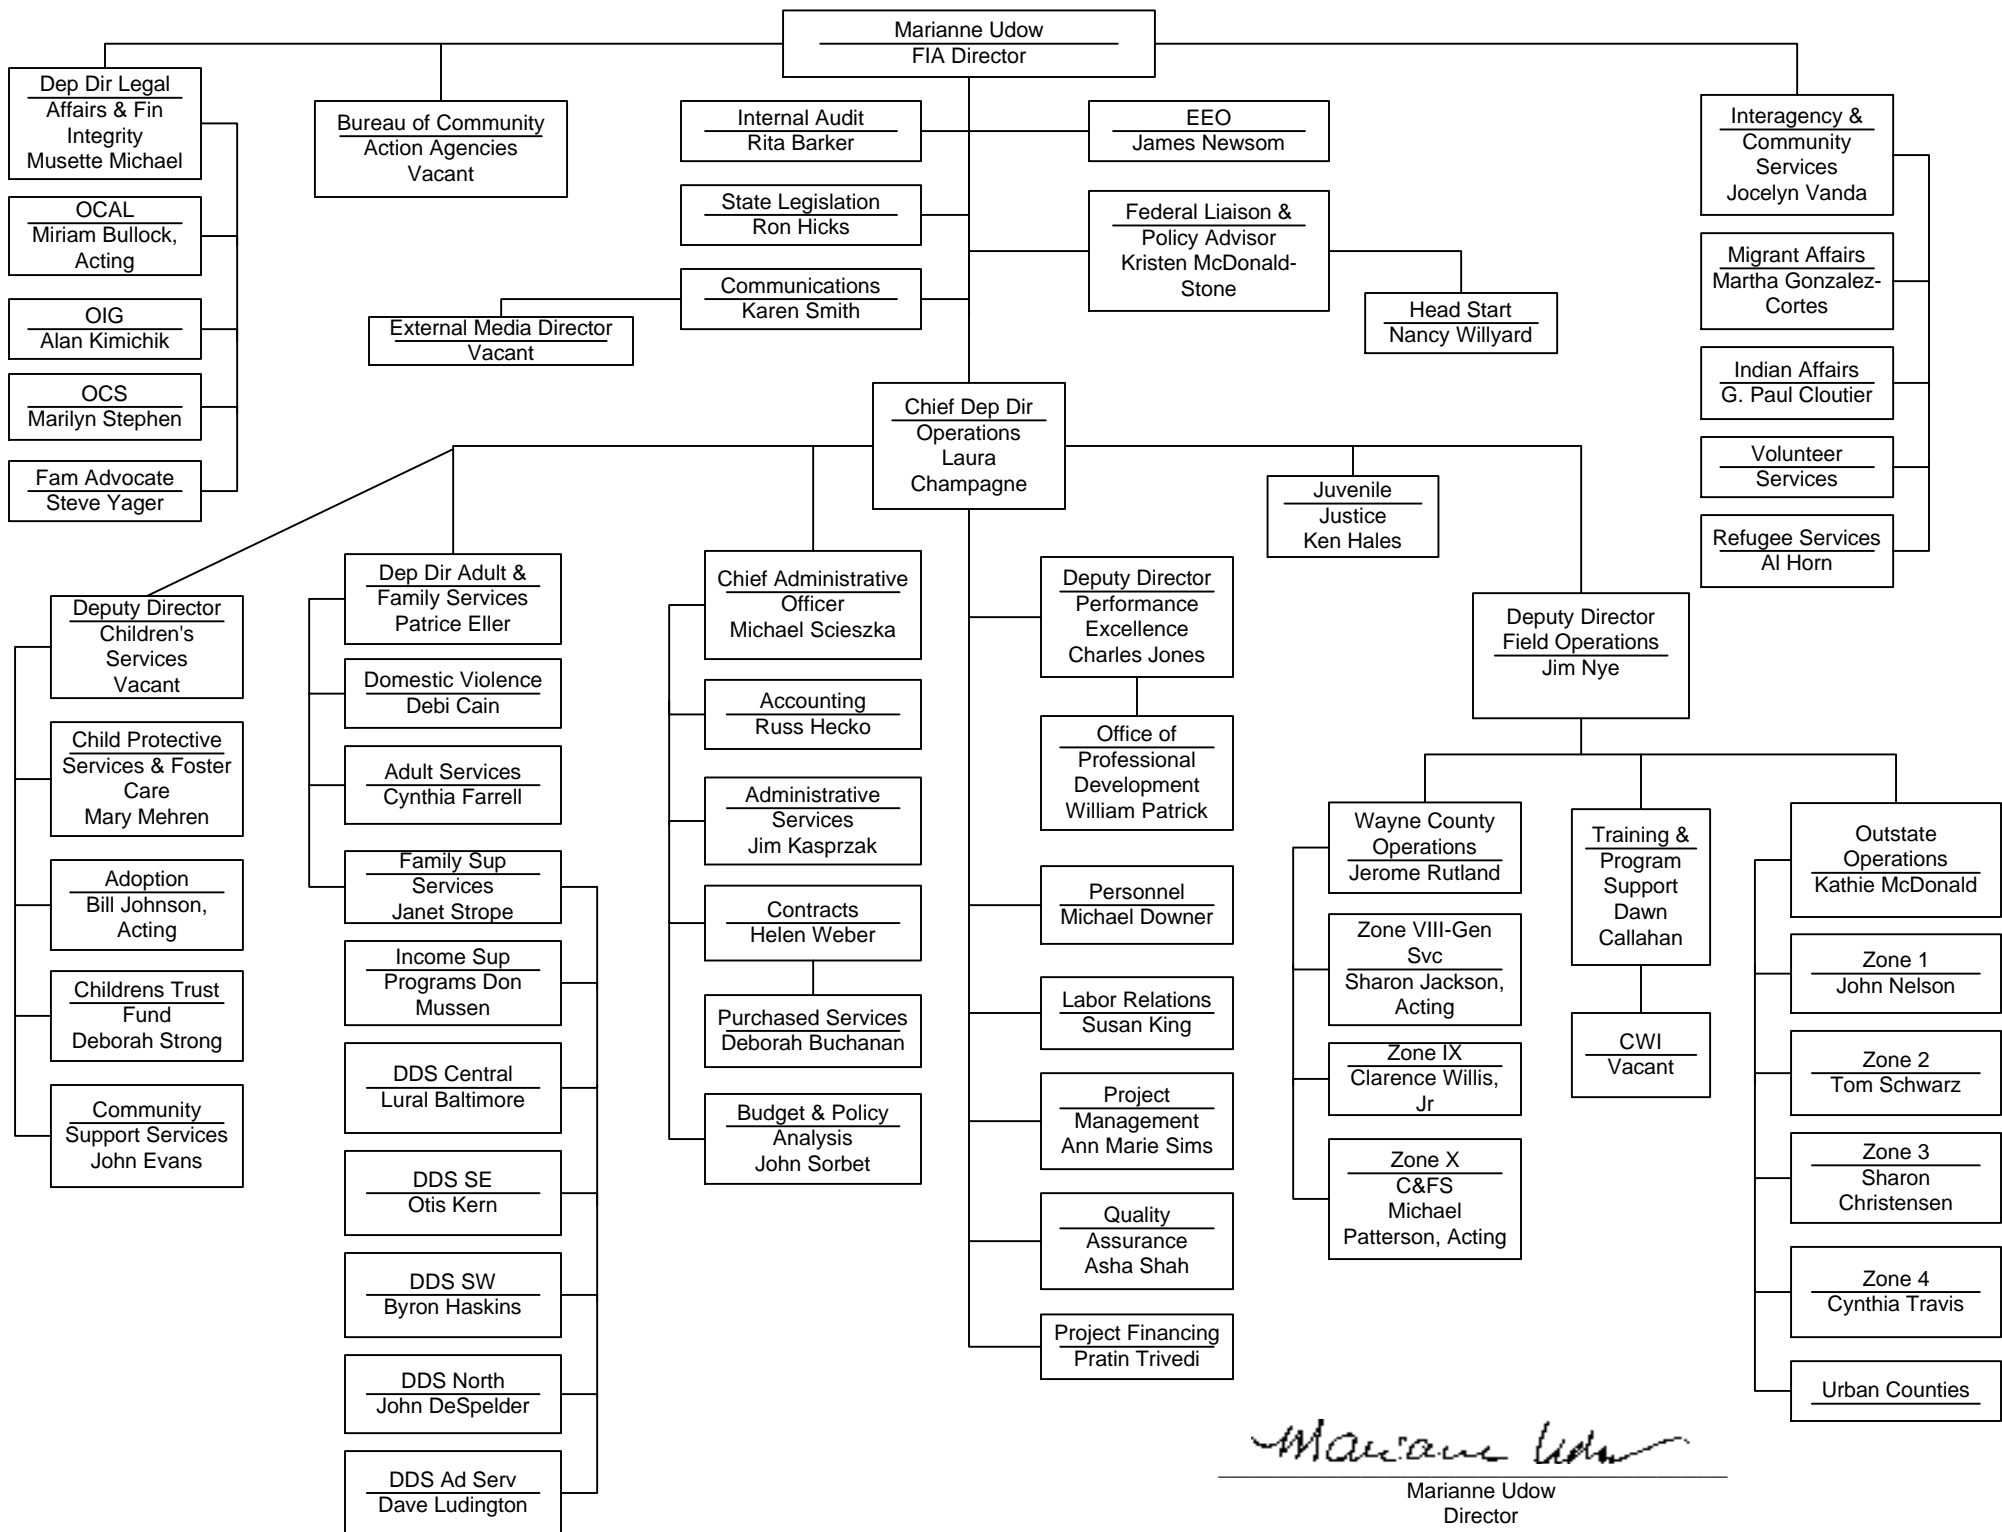 Marianne Udow
FIA Director
Dep Dir Legal
Affairs & Fin
Integrity
Musette Michael
OCAL
Miriam Bullock,
Acting
OIG
Alan Kimichik
OCS
Marilyn Stephen
Fam Advocate
Steve Yager
Bureau of Community
Action Agencies
Vacant
Internal Audit
Rita Barker
State Legislation
Ron Hicks
Communications
Karen Smith
External Media Director
Vacant
EEO
James Newsom
Federal Liaison &
Policy Advisor
Kristen McDonald-
Stone
Head Start
Nancy Willyard
Interagency &
Community
Services
Jocelyn Vanda
Migrant Affairs
Martha Gonzalez-
Cortes
Indian Affairs
G. Paul Cloutier
Volunteer
Services
Refugee Services
Al Horn
Chief Dep Dir
Operations
Laura
Champagne
Deputy Director
Children's
Services
Vacant
Child Protective
Services & Foster
Care
Mary Mehren
Adoption
Bill Johnson,
Acting
Childrens Trust
Fund
Deborah Strong
Community
Support Services
John Evans
Dep Dir Adult &
Family Services
Patrice Eller
Domestic Violence
Debi Cain
Adult Services
Cynthia Farrell
Family Sup
Services
Janet Strope
Income Sup
Programs Don
Mussen
DDS Central
Lural Baltimore
DDS SE
Otis Kern
DDS SW
Byron Haskins
DDS North
John DeSpelder
DDS Ad Serv
Dave Ludington
Chief Administrative
Officer
Michael Scieszka
Accounting
Russ Hecko
Administrative
Services
Jim Kasprzak
Contracts
Helen Weber
Purchased Services
Deborah Buchanan
Budget & Policy
Analysis
John Sorbet
Deputy Director
Performance
Excellence
Charles Jones
Office of
Professional
Development
William Patrick
Personnel
Michael Downer
Labor Relations
Susan King
Project
Management
Ann Marie Sims
Quality
Assurance
Asha Shah
Project Financing
Pratin Trivedi
Juvenile
Justice
Ken Hales
Deputy Director
Field Operations
Jim Nye
Wayne County
Operations
Jerome Rutland
Zone VIII-Gen
Svc
Sharon Jackson,
Acting
Zone IX
Clarence Willis,
Jr
Zone X
C&FS
Michael
Patterson, Acting
Training &
Program
Support
Dawn
Callahan
CWI
Vacant
Outstate
Operations
Kathie McDonald
Zone 1
John Nelson
Zone 2
Tom Schwarz
Zone 3
Sharon
Christensen
Zone 4
Cynthia Travis
Urban Counties
Marianne Udow
Marianne Udow
Director